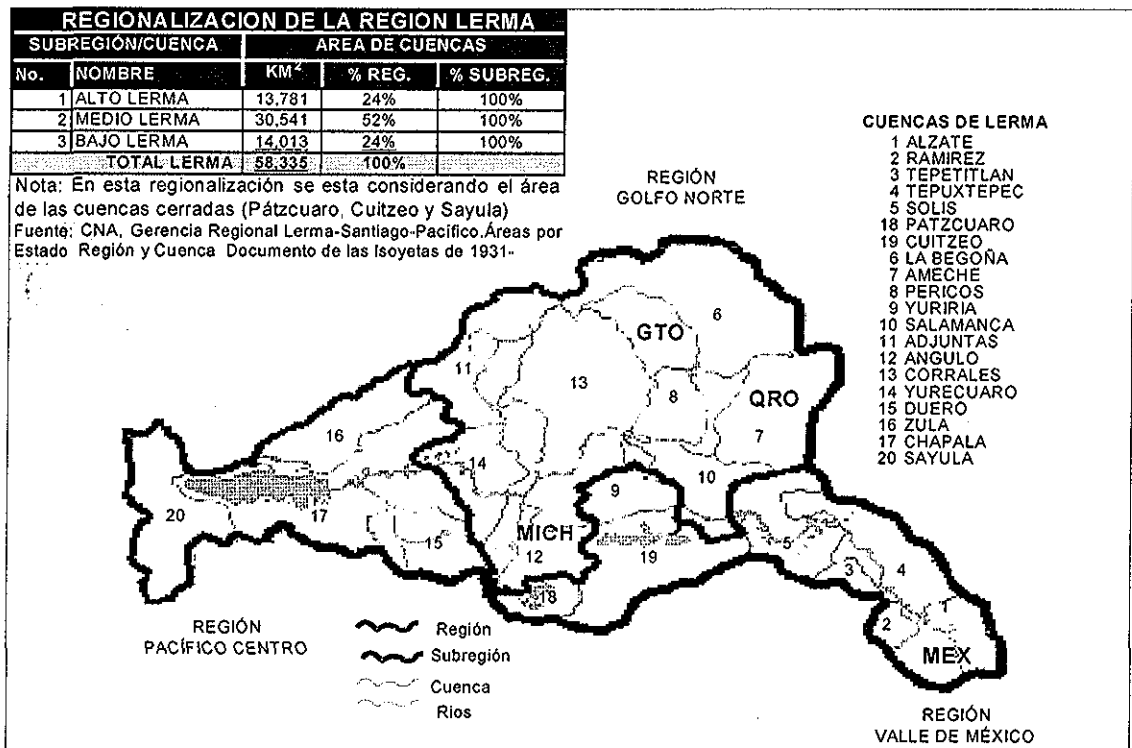 REGIONALIZACION DE LA REGION LERMA
SUBREGIÓN/CUENCA AREA DE CUENCAS
No. NOMBRE KM² % REG. % SUBREG.
1 ALTO LERMA 13,781 24% 100%
2 MEDIO LERMA 30,541 52% 100%
3 BAJO LERMA 14,013 24% 100%
TOTAL LERMA 58,335 100%
Nota: En esta regionalización se esta considerando el área
de las cuencas cerradas (Pátzcuaro, Cuitzeo y Sayula)
Fuente: CNA, Gerencia Regional Lerma-Santiago-Pacífico.Áreas por
Estado Región y Cuenca Documento de las Isoyetas de 1931-
CUENCAS DE LERMA
1 ALZATE
2 RAMIREZ
3 TEPETITLAN
4 TEPUXTEPEC
5 SOLIS
18 PATZCUARO
19 CUITZEO
6 LA BEGOÑA
7 AMECHE
8 PERICOS
9 YURIRIA
10 SALAMANCA
11 ADJUNTAS
12 ANGULO
13 CORRALES
14 YURECUARO
15 DUERO
16 ZULA
17 CHAPALA
20 SAYULA
REGIÓN
GOLFO NORTE
6
GTO
11
13
8
QRO
7
16
14
10
9
20
17
15
MICH
12
19
5
3
4
18
1
2
MEX
REGIÓN
PACÍFICO CENTRO
Región
Subregión
Cuenca
Rios
REGIÓN
VALLE DE MÉXICO